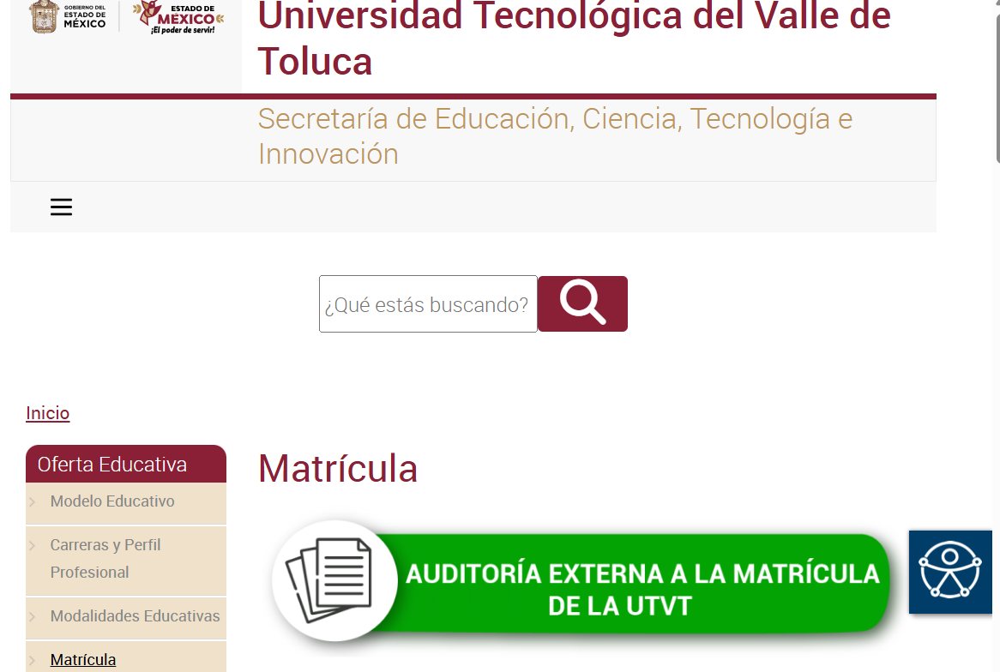 GOBIERNO DEL
ESTADO DE
MÉXICO
ESTADO DE
MÉXICO
¡El poder de servir!
Universidad Tecnológica del Valle de
Toluca
Secretaría de Educación, Ciencia, Tecnología e
Innovación
¿Qué estás buscando?
Inicio
Oferta Educativa
Modelo Educativo
Carreras y Perfil
Profesional
Modalidades Educativas
Matrícula
Matrícula
AUDITORÍA EXTERNA A LA MATRÍCULA
DE LA UTVT